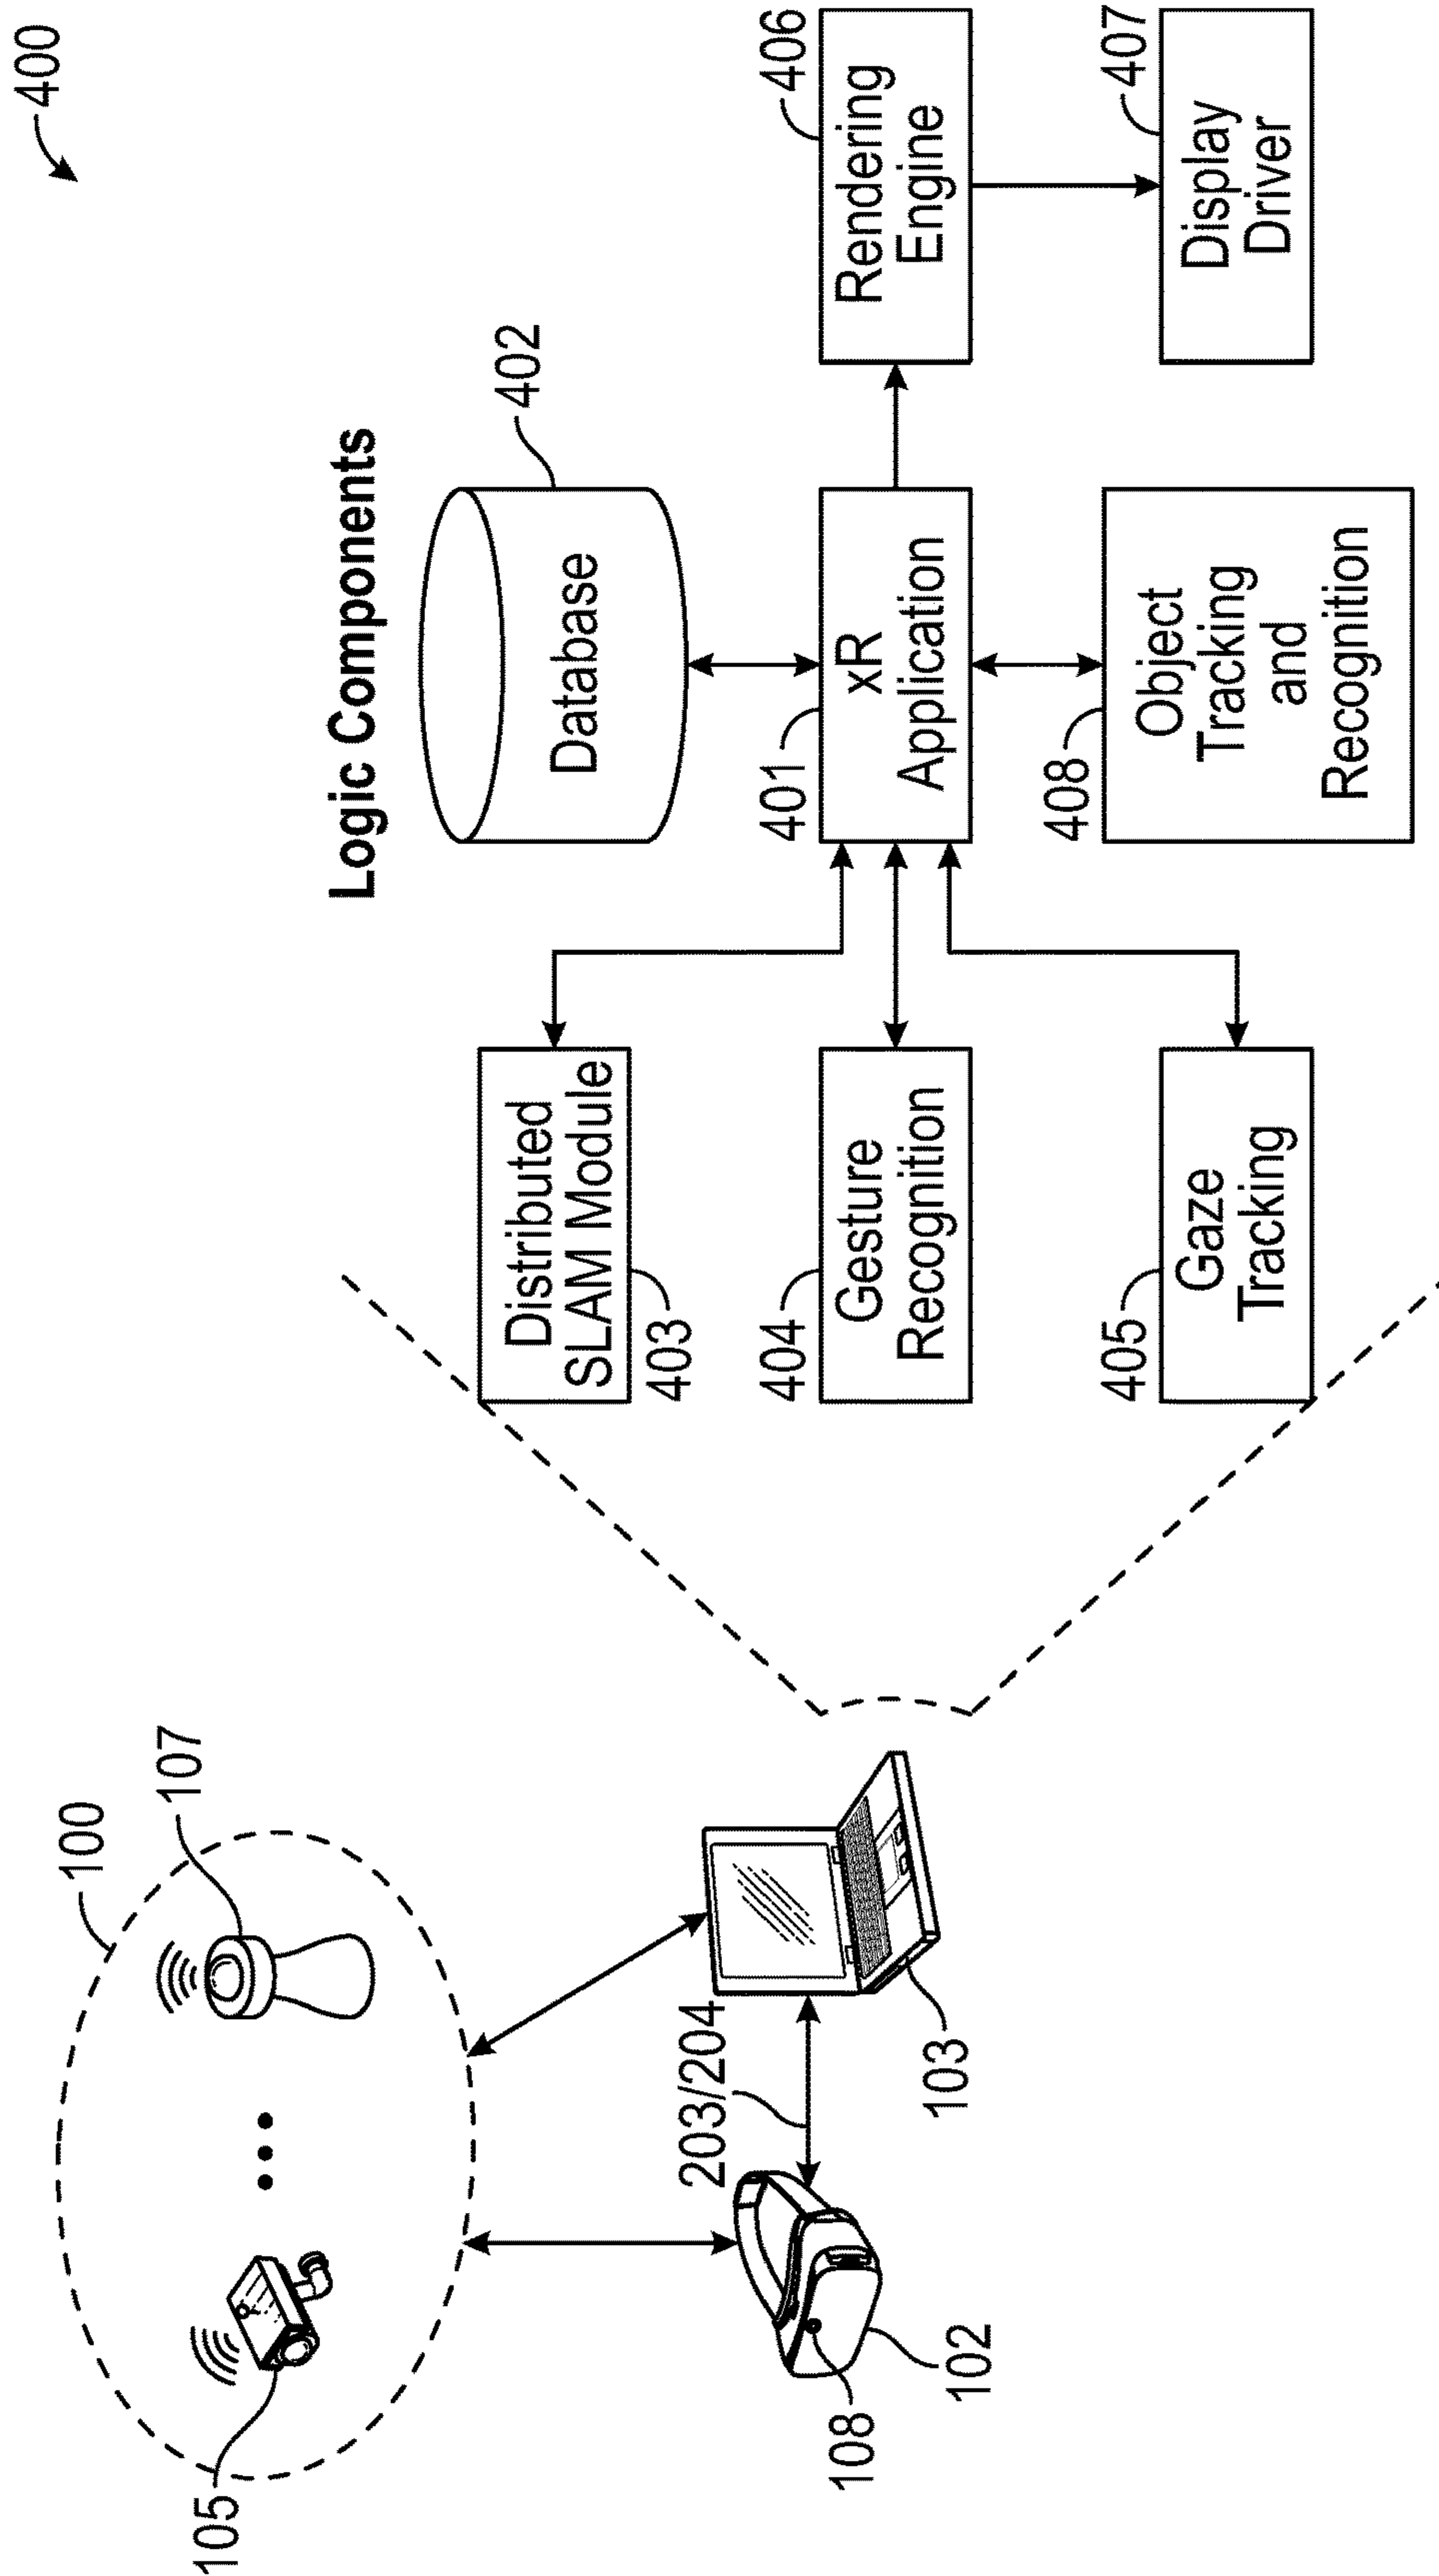 400
Logic Components
100
107
105
203/204
103
108
102
Database
402
Distributed
SLAM Module
403
404
Gesture
Recognition
405
Gaze
Tracking
401
xR
Application
408
Object
Tracking
and
Recognition
406
Rendering
Engine
407
Display
Driver